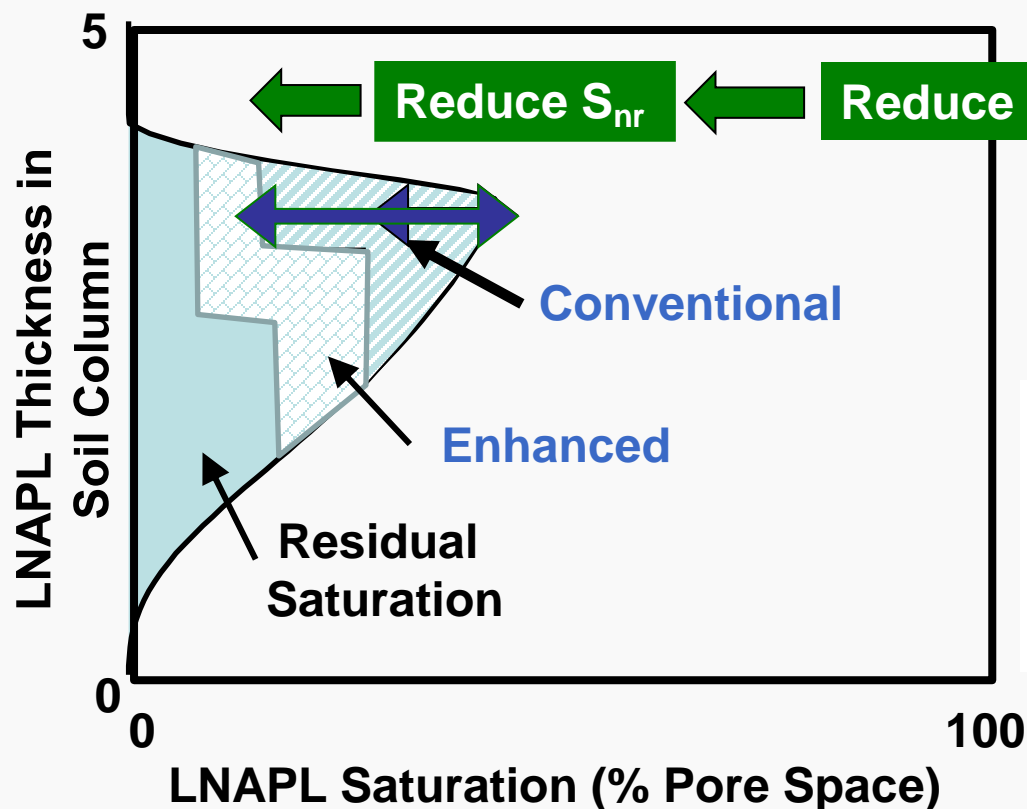 5
Reduce Snr
Reduce
LNAPL Thickness in
Soil Column
Conventional
Enhanced
Residual
Saturation
0
0
100
LNAPL Saturation (% Pore Space)